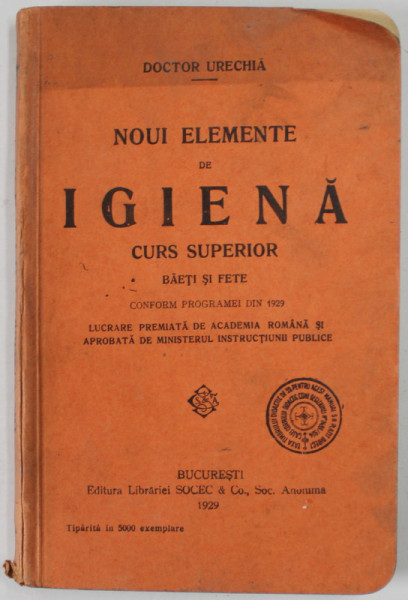 DOCTOR URECHIĂ
NOUI ELEMENTE
DE
IGIENĂ
CURS SUPERIOR
BĂEȚI ȘI FETE
CONFORM PROGRAMEI DIN 1929
LUCRARE PREMIATĂ DE ACADEMIA ROMÂNĂ ȘI
APROBATĂ DE MINISTERUL INSTRUCȚIUNII PUBLICE
BUCUREȘTI
Editura Librăriei SOCEC & Co., Soc. Anonimă
1929
Tipărită în 5000 exemplare